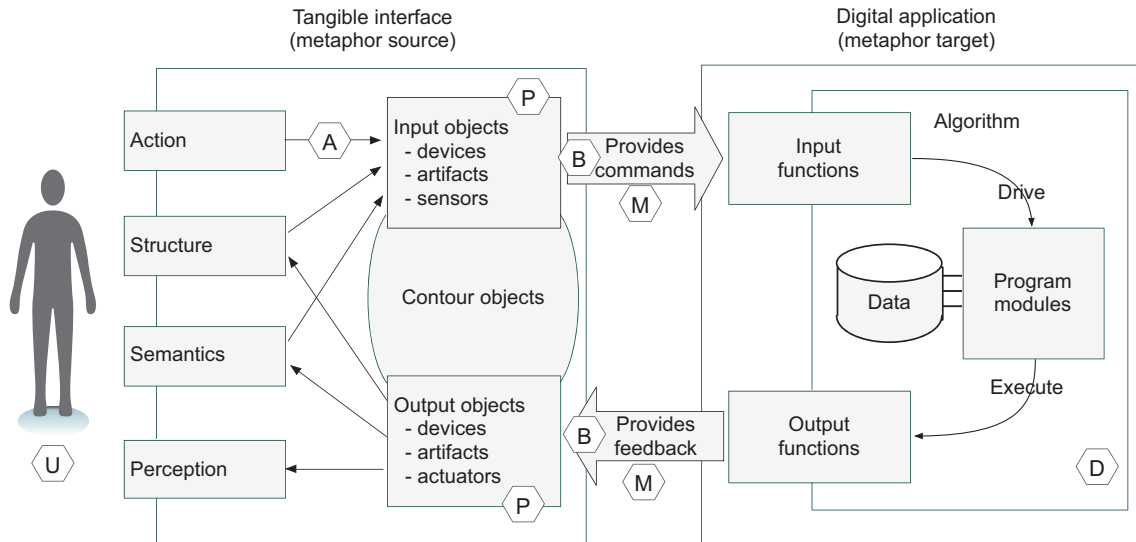 Tangible interface
(metaphor source)
Digital application
(metaphor target)
Action
A
P
Input objects
- devices
- artifacts
- sensors
B
Provides
commands
M
Input
functions
Algorithm
Drive
Structure
Contour objects
Data
Program
modules
Semantics
Execute
Output objects
- devices
- artifacts
- actuators
P
B
Provides
feedback
M
Output
functions
D
Perception
U